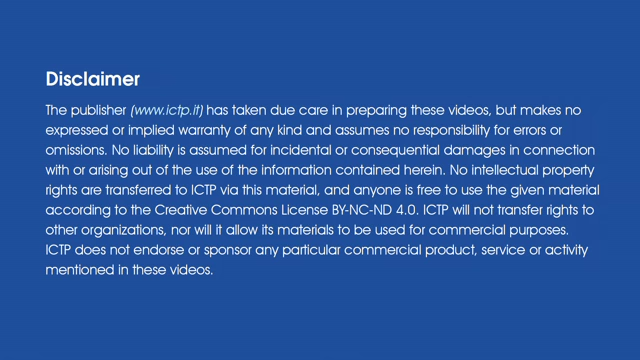 Disclaimer
The publisher (www.ictp.it) has taken due care in preparing these videos, but makes no
expressed or implied warranty of any kind and assumes no responsibility for errors or
omissions. No liability is assumed for incidental or consequential damages in connection
with or arising out of the use of the information contained herein. No intellectual property
rights are transferred to ICTP via this material, and anyone is free to use the given material
according to the Creative Commons License BY-NC-ND 4.0. ICTP will not transfer rights to
other organizations, nor will it allow its materials to be used for commercial purposes.
ICTP does not endorse or sponsor any particular commercial product, service or activity
mentioned in these videos.